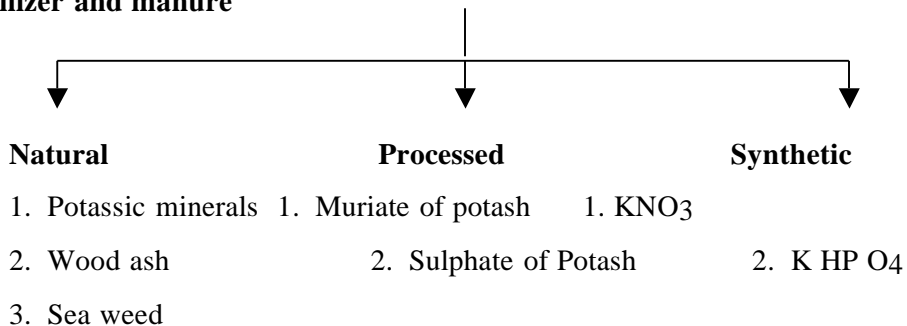 and manure
Natural Processed Synthetic
1. Potassic minerals 1. Muriate of potash 1. KNO3
2. Wood ash 2. Sulphate of Potash 2. K HP O4
3. Sea weed